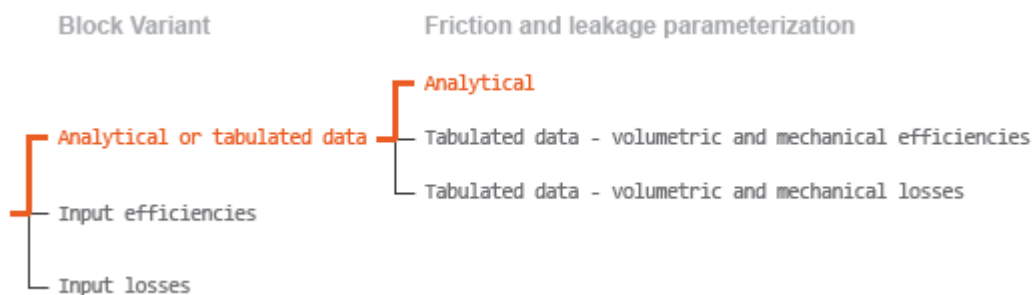 Block Variant
Friction and leakage parameterization
Analytical
Analytical or tabulated data
Tabulated data - volumetric and mechanical efficiencies
Tabulated data - volumetric and mechanical losses
Input efficiencies
Input losses